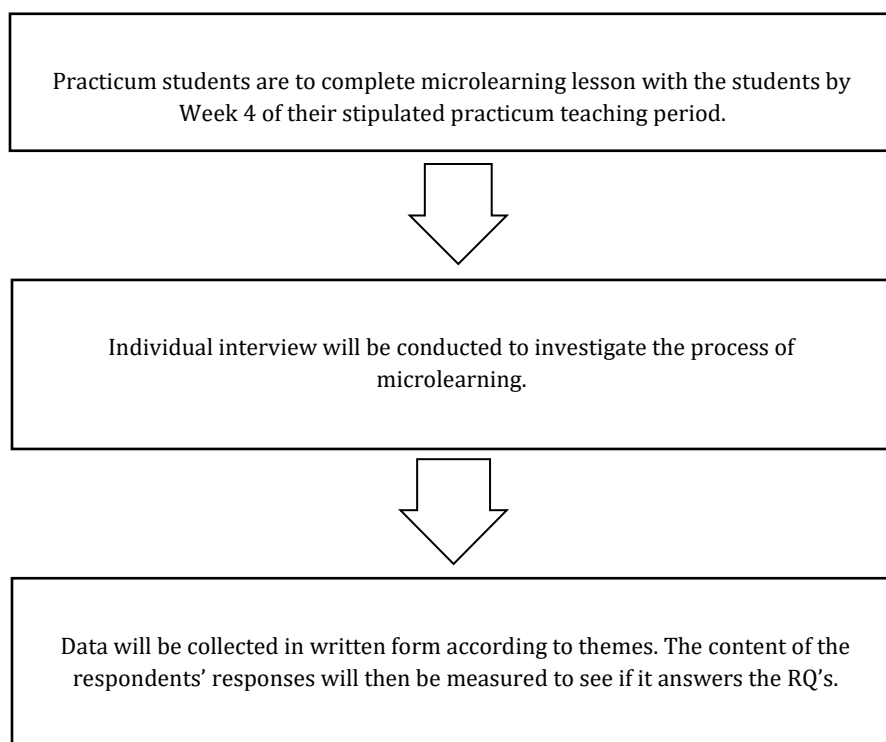 Practicum students are to complete microlearning lesson with the students by
Week 4 of their stipulated practicum teaching period.
Individual interview will be conducted to investigate the process of
microlearning.
Data will be collected in written form according to themes. The content of the
respondents’ responses will then be measured to see if it answers the RQ’s.